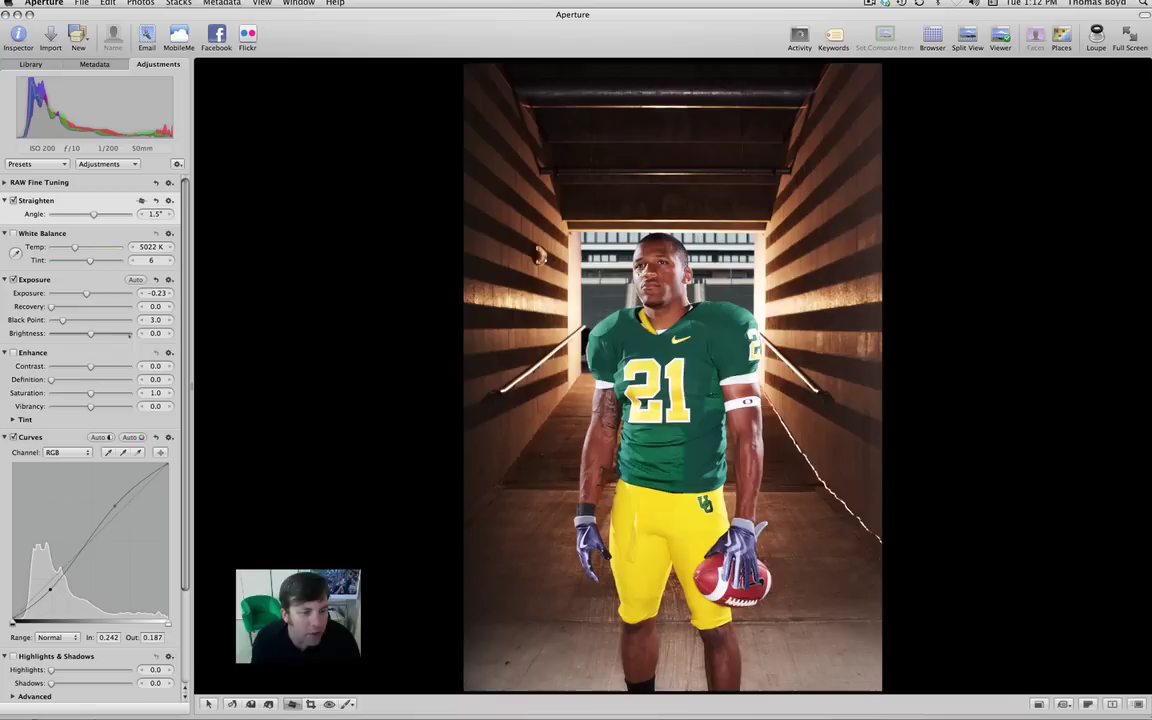 Aperture File Edit Photos Stacks Metadata View Window Help Tue 1:12 PM Thomas Boyd
Aperture
Inspector Import New Name Email MobileMe Facebook Flickr Activity Keywords Set Compare Item Browser Split View Viewer Faces Places Loupe Full Screen
Library Metadata Adjustments
ISO 200 ƒ/10 1/200 50mm
Presets Adjustments
RAW Fine Tuning
Straighten
Angle: 1.5°
White Balance
Temp: 5022 K
Tint: 6
Exposure Auto
Exposure: -0.23
Recovery: 0.0
Black Point: 3.0
Brightness: 0.0
Enhance
Contrast: 0.0
Definition: 0.0
Saturation: 1.0
Vibrancy: 0.0
Tint
Curves Auto Auto
Channel: RGB
Range: Normal In: 0.242 Out: 0.187
Highlights & Shadows
Highlights: 0.0
Shadows: 0.0
Advanced
21
2
O
UO